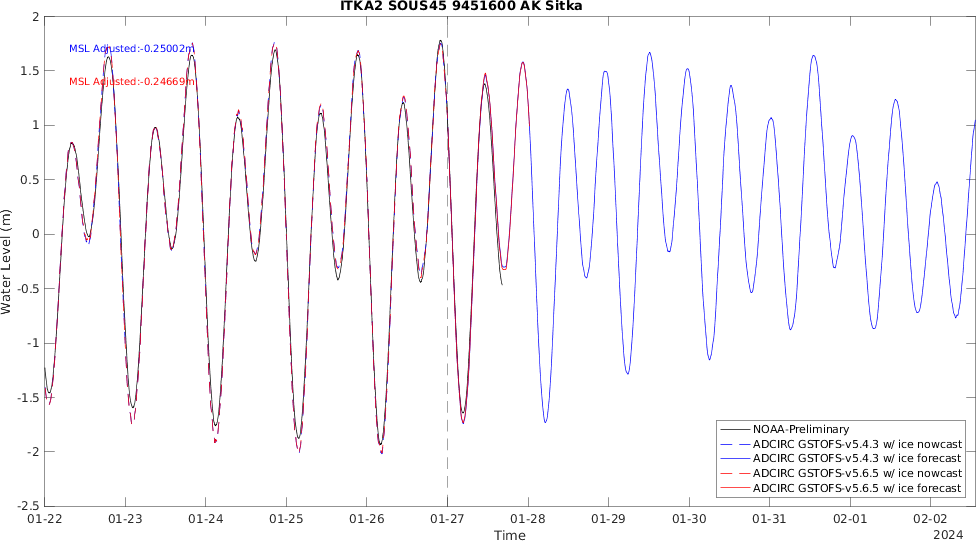 ITKA2 SOUS45 9451600 AK Sitka
MSL Adjusted:-0.25002m
MSL Adjusted:-0.24669m
Water Level (m)
2
1.5
1
0.5
0
-0.5
-1
-1.5
-2
-2.5
NOAA-Preliminary
ADCIRC GSTOFS-v5.4.3 w/ ice nowcast
ADCIRC GSTOFS-v5.4.3 w/ ice forecast
ADCIRC GSTOFS-v5.6.5 w/ ice nowcast
ADCIRC GSTOFS-v5.6.5 w/ ice forecast
01-22 01-23 01-24 01-25 01-26 01-27 01-28 01-29 01-30 01-31 02-01 02-02
Time
2024